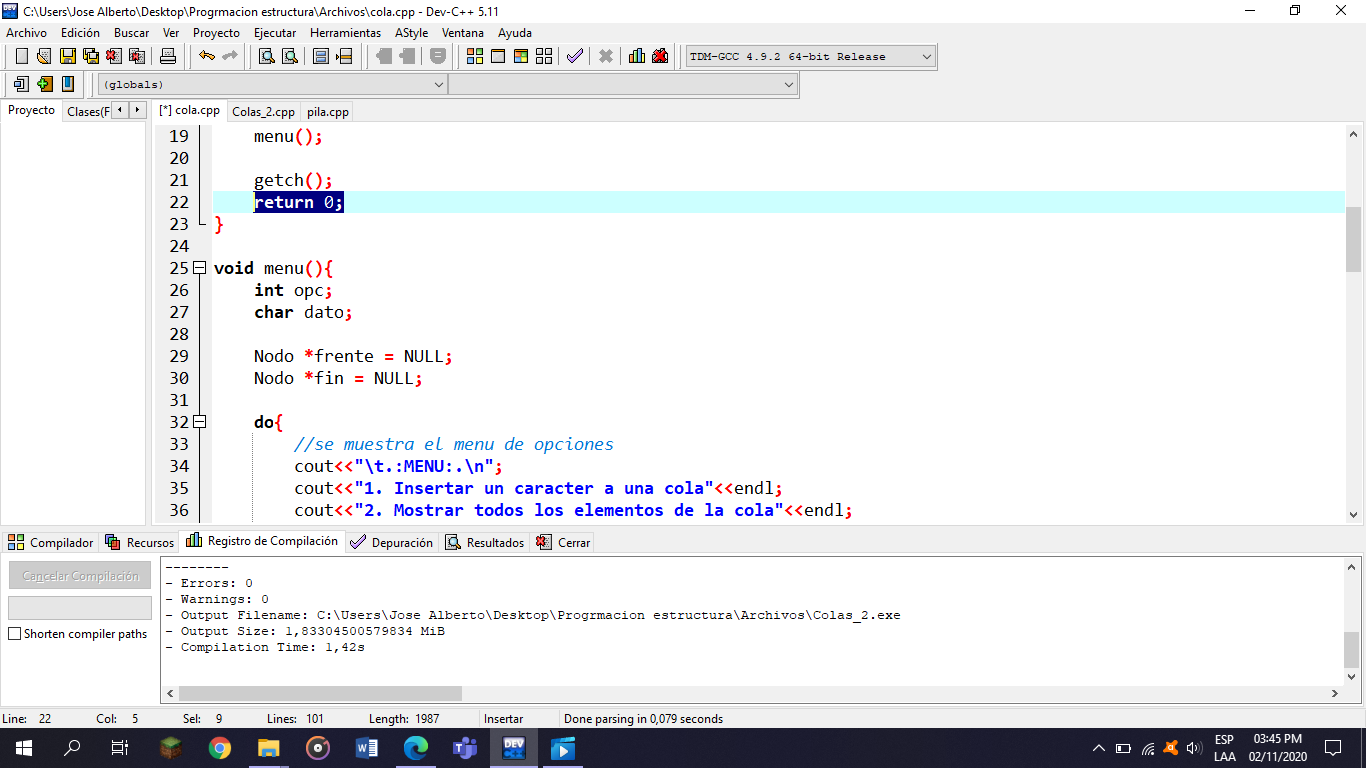 C:\Users\Jose Alberto\Desktop\Progrmacion estructura\Archivos\cola.cpp - Dev-C++ 5.11
Archivo Edición Buscar Ver Proyecto Ejecutar Herramientas AStyle Ventana Ayuda
TDM-GCC 4.9.2 64-bit Release
(globals)
Proyecto Clases(F [*] cola.cpp Colas_2.cpp pila.cpp
19 menu();
20
21 getch();
22 return 0;
23 }
24
25 void menu(){
26 int opc;
27 char dato;
28
29 Nodo *frente = NULL;
30 Nodo *fin = NULL;
31
32 do{
33 //se muestra el menu de opciones
34 cout<<"\t.:MENU:.\n";
35 cout<<"1. Insertar un caracter a una cola"<<endl;
36 cout<<"2. Mostrar todos los elementos de la cola"<<endl;
Compilador Recursos Registro de Compilación Depuración Resultados Cerrar
Cancelar Compilación
Shorten compiler paths
--------
- Errors: 0
- Warnings: 0
- Output Filename: C:\Users\Jose Alberto\Desktop\Progrmacion estructura\Archivos\Colas_2.exe
- Output Size: 1,83304500579834 MiB
- Compilation Time: 1,42s
Line: 22 Col: 5 Sel: 9 Lines: 101 Length: 1987 Insertar Done parsing in 0,079 seconds
DEV
ESP
LAA
03:45 PM
02/11/2020